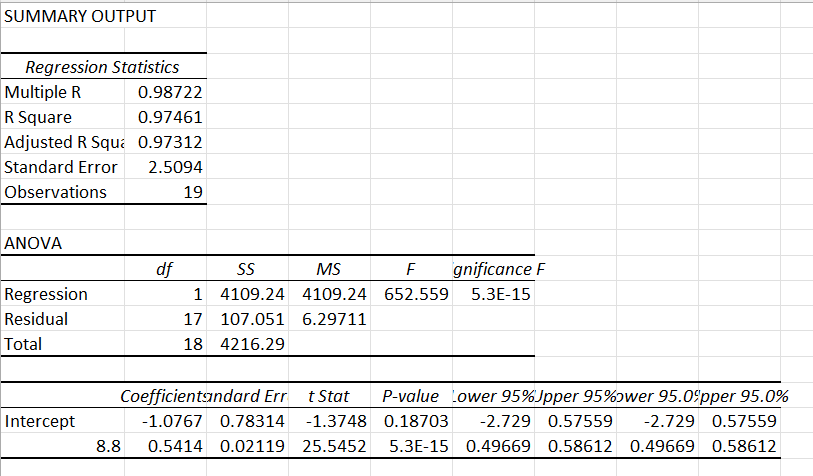 SUMMARY OUTPUT
Regression Statistics
Multiple R 0.98722
R Square 0.97461
Adjusted R Squa 0.97312
Standard Error 2.5094
Observations 19
ANOVA
df SS MS F gnificance F
Regression 1 4109.24 4109.24 652.559 5.3E-15
Residual 17 107.051 6.29711
Total 18 4216.29
Coefficients andard Err t Stat P-value Lower 95% Upper 95% ower 95.0% pper 95.0%
Intercept -1.0767 0.78314 -1.3748 0.18703 -2.729 0.57559 -2.729 0.57559
8.8 0.5414 0.02119 25.5452 5.3E-15 0.49669 0.58612 0.49669 0.58612